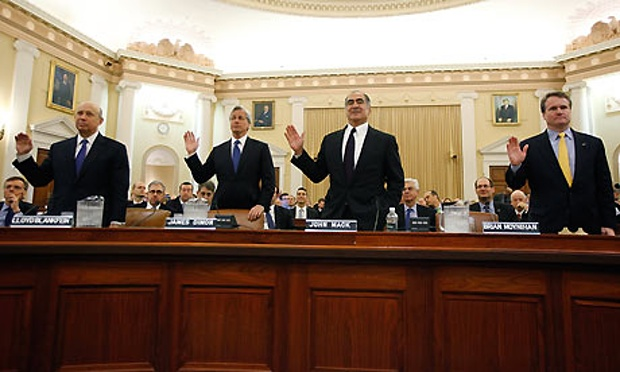 LLOYD BLANKFEIN
JAMES DIMON
JOHN MACK
BRIAN MOYNIHAN